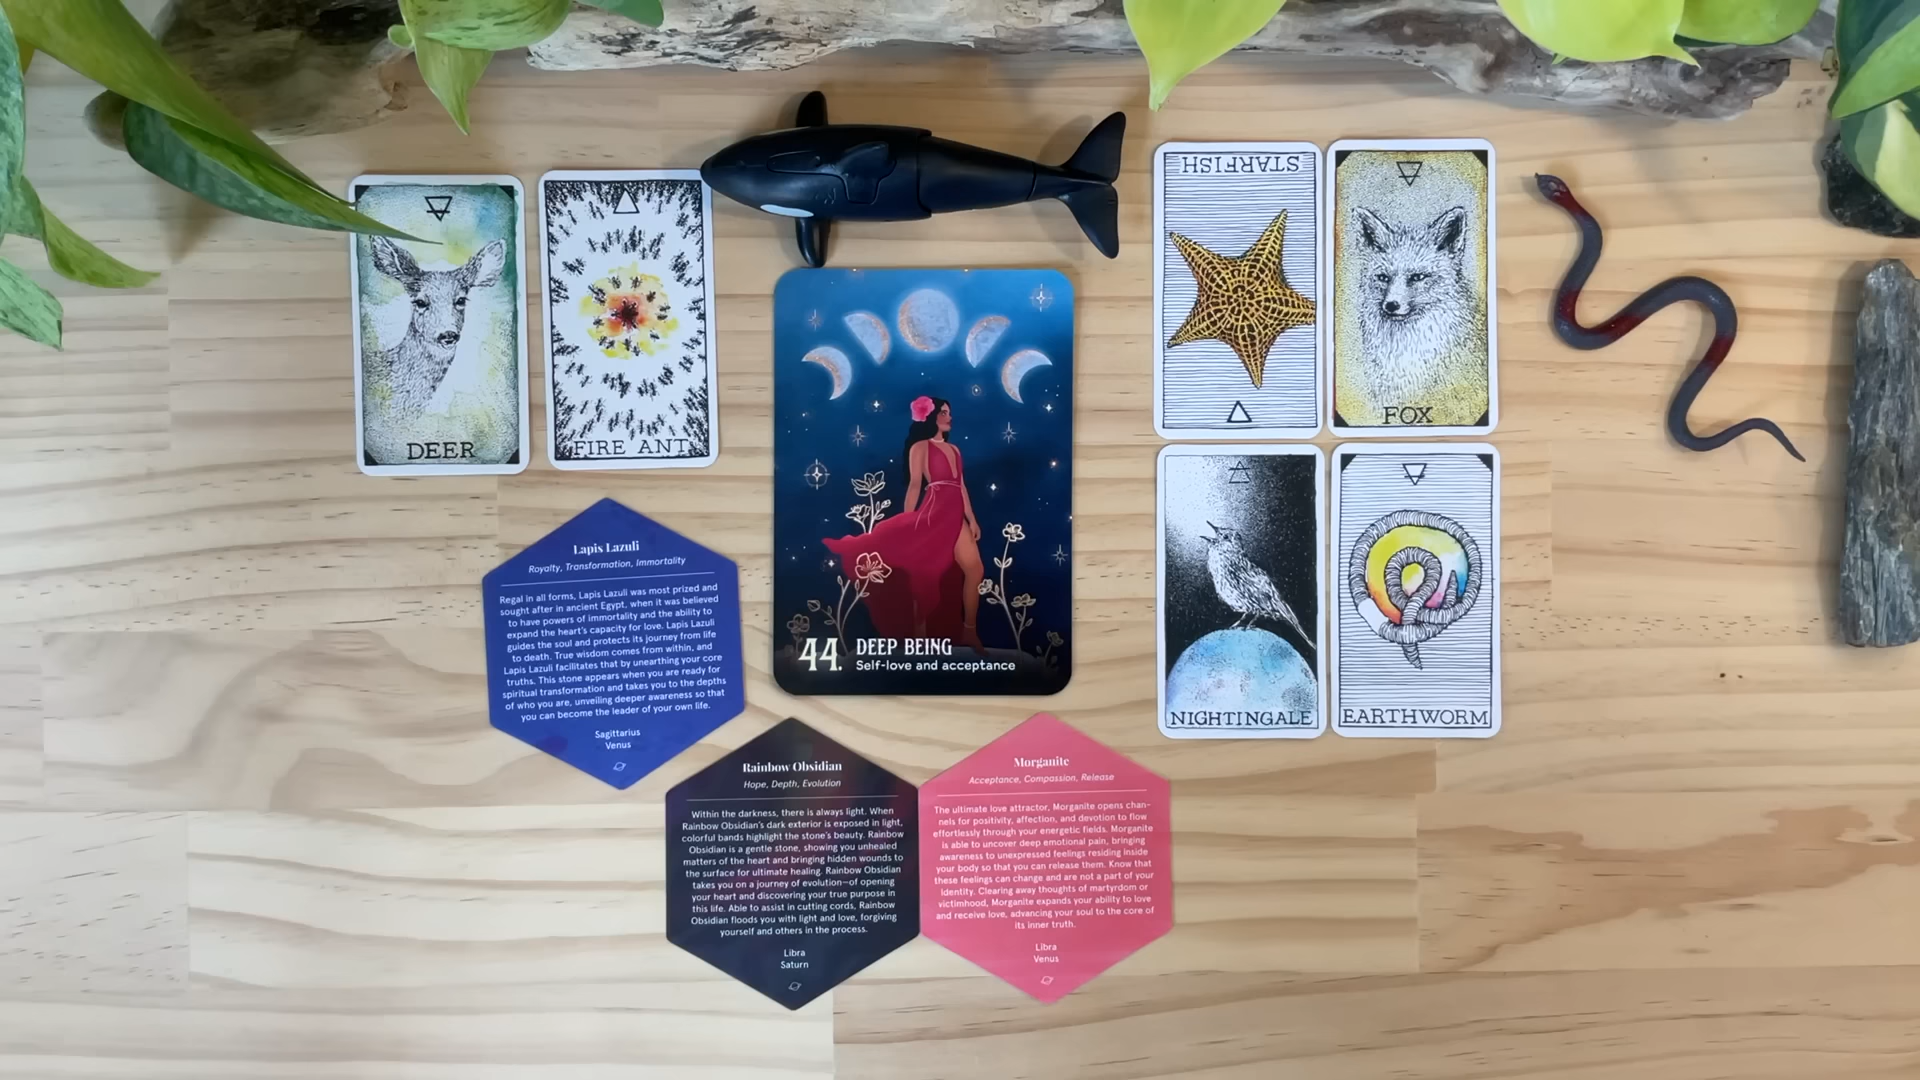 DEER
FIRE ANT
STARFISH
FOX
NIGHTINGALE
EARTHWORM
44. DEEP BEING
Self-love and acceptance
Lapis Lazuli
Royalty, Transformation, Immortality
Regal in all forms, Lapis Lazuli was most prized and
sought after in ancient Egypt, when it was believed
to have powers of immortality and the ability to
expand the heart's capacity for love. Lapis Lazuli
guides the soul and protects its journey from life
to death. True wisdom comes from within, and
Lapis Lazuli facilitates that by unearthing your core
truths. This stone appears when you are ready for
spiritual transformation and takes you to the depths
of who you are, unveiling deeper awareness so that
you can become the leader of your own life.
Sagittarius
Venus
Rainbow Obsidian
Hope, Depth, Evolution
Within the darkness, there is always light. When
Rainbow Obsidian's dark exterior is exposed in light,
colorful bands highlight the stone's beauty. Rainbow
Obsidian is a gentle stone, showing you unhealed
matters of the heart and bringing hidden wounds to
the surface for ultimate healing. Rainbow Obsidian
takes you on a journey of evolution—of opening
your heart and discovering your true purpose in
this life. Able to assist in cutting cords, Rainbow
Obsidian floods you with light and love, forgiving
yourself and others in the process.
Libra
Saturn
Morganite
Acceptance, Compassion, Release
The ultimate love attractor, Morganite opens chan-
nels for positivity, affection, and devotion to flow
effortlessly through your energetic fields. Morganite
is able to uncover deep emotional pain, bringing
awareness to unexpressed feelings residing inside
your body so that you can release them. Know that
these feelings can change and are not a part of your
identity. Clearing away thoughts of martyrdom or
victimhood, Morganite expands your ability to love
and receive love, advancing your soul to the core of
its inner truth.
Libra
Venus